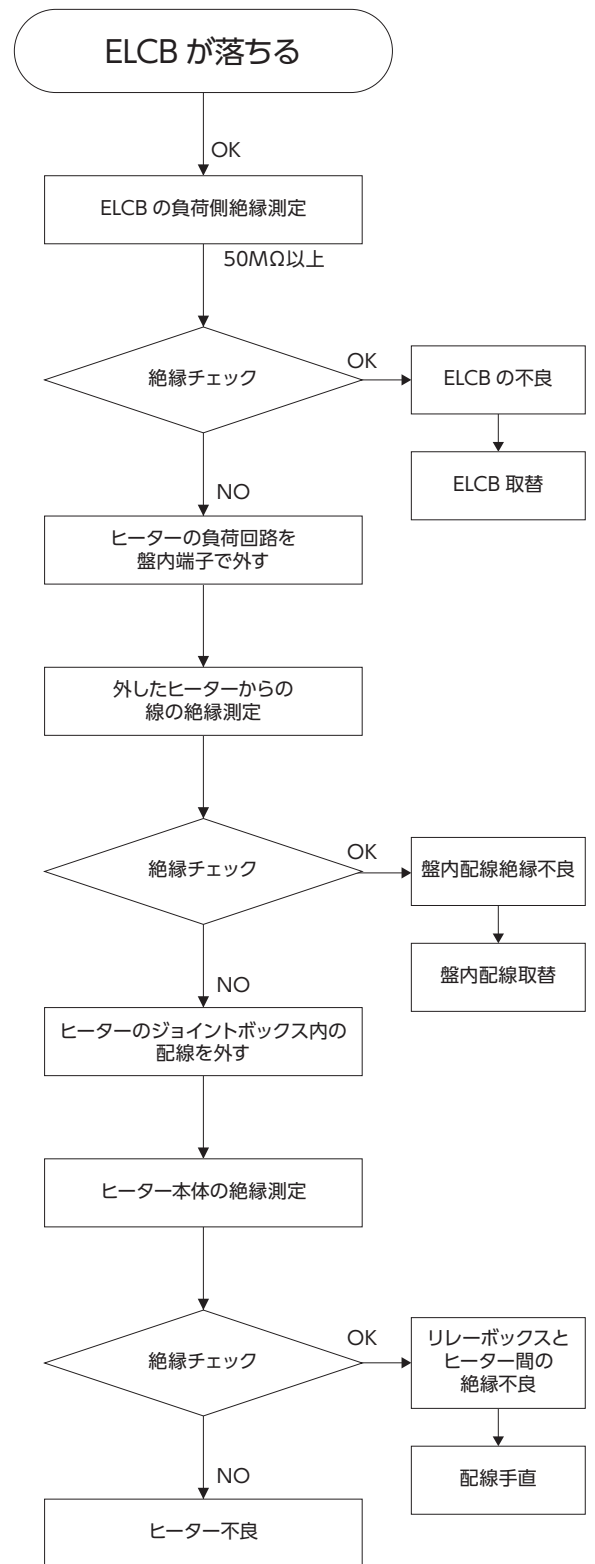 ELCB が落ちる
OK
ELCB の負荷側絶縁測定
50MΩ以上
絶縁チェック
OK
ELCB の不良
ELCB 取替
NO
ヒーターの負荷回路を
盤内端子で外す
外したヒーターからの
線の絶縁測定
絶縁チェック
OK
盤内配線絶縁不良
盤内配線取替
NO
ヒーターのジョイントボックス内の
配線を外す
ヒーター本体の絶縁測定
絶縁チェック
OK
リレーボックスと
ヒーター間の
絶縁不良
配線手直
NO
ヒーター不良